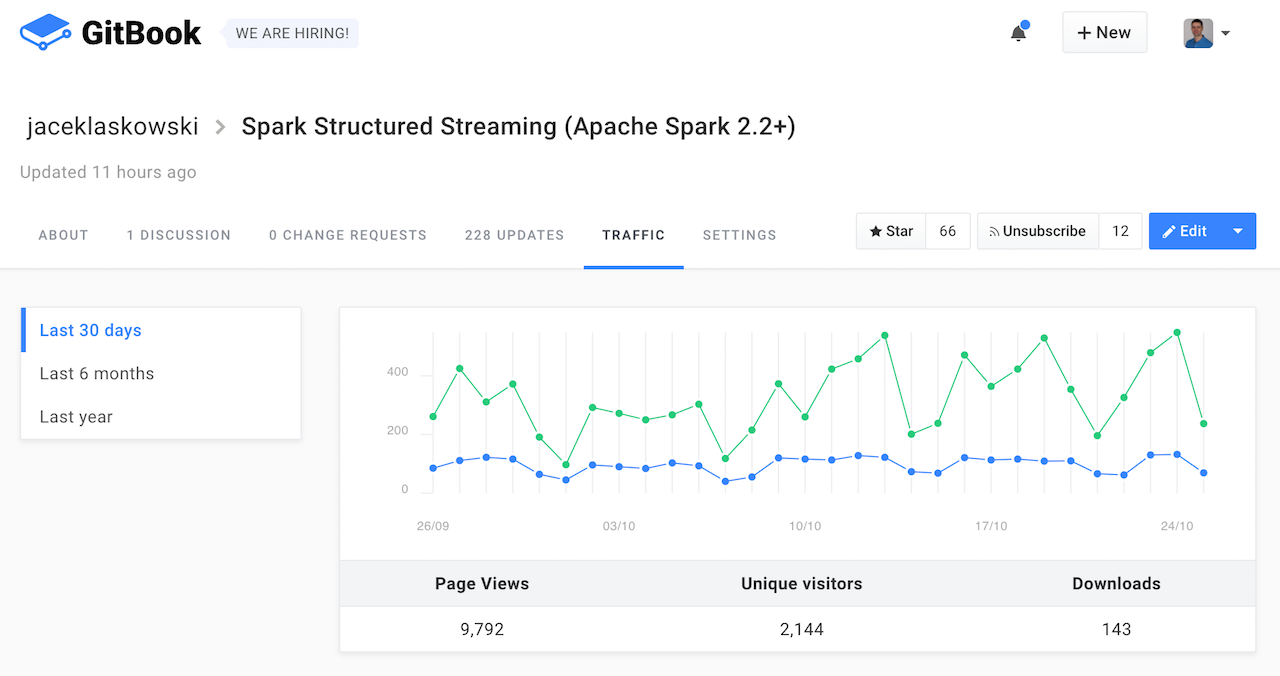 GitBook WE ARE HIRING! + New
jaceklaskowski > Spark Structured Streaming (Apache Spark 2.2+)
Updated 11 hours ago
ABOUT 1 DISCUSSION 0 CHANGE REQUESTS 228 UPDATES TRAFFIC SETTINGS Star 66 Unsubscribe 12 Edit
Last 30 days
Last 6 months
Last year
400
200
0
26/09 03/10 10/10 17/10 24/10
Page Views Unique visitors Downloads
9,792 2,144 143